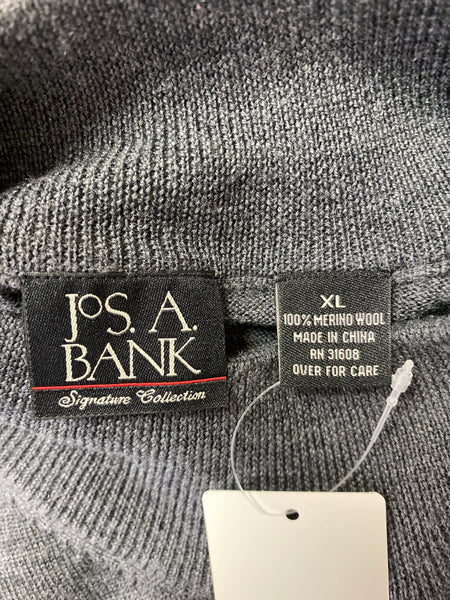 JoS. A.
BANK
Signature Collection
XL
100% MERINO WOOL
MADE IN CHINA
RN 31608
OVER FOR CARE